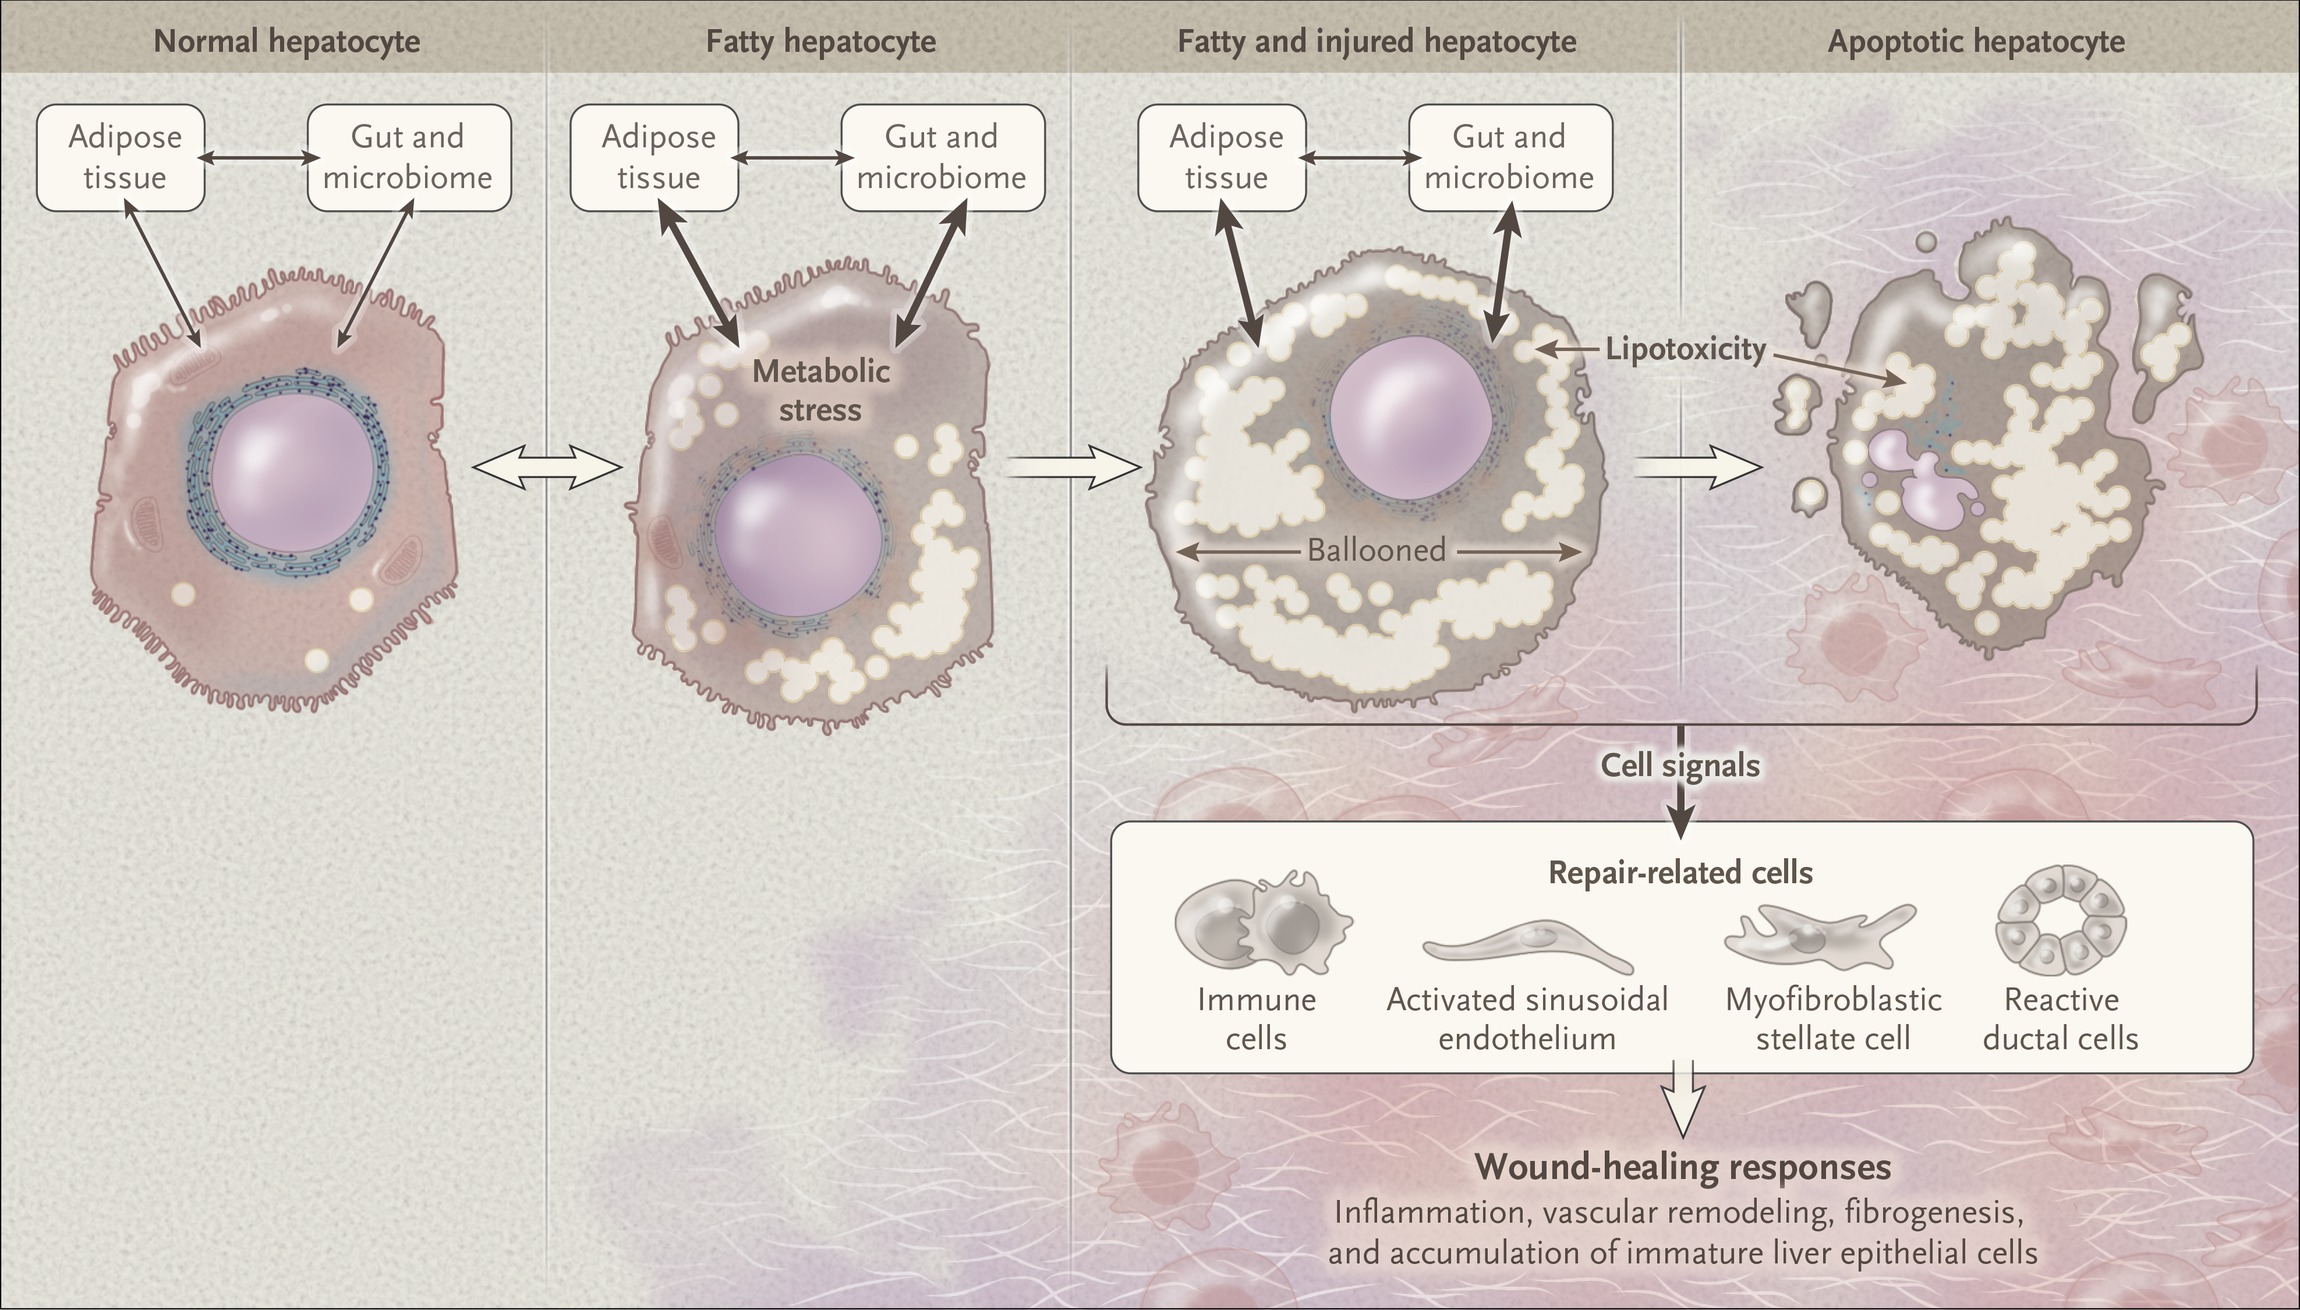 Normal hepatocyte
Fatty hepatocyte
Fatty and injured hepatocyte
Apoptotic hepatocyte
Adipose
tissue
Gut and
microbiome
Adipose
tissue
Gut and
microbiome
Adipose
tissue
Gut and
microbiome
Metabolic
stress
Lipotoxicity
Ballooned
Cell signals
Repair-related cells
Immune
cells
Activated sinusoidal
endothelium
Myofibroblastic
stellate cell
Reactive
ductal cells
Wound-healing responses
Inflammation, vascular remodeling, fibrogenesis,
and accumulation of immature liver epithelial cells